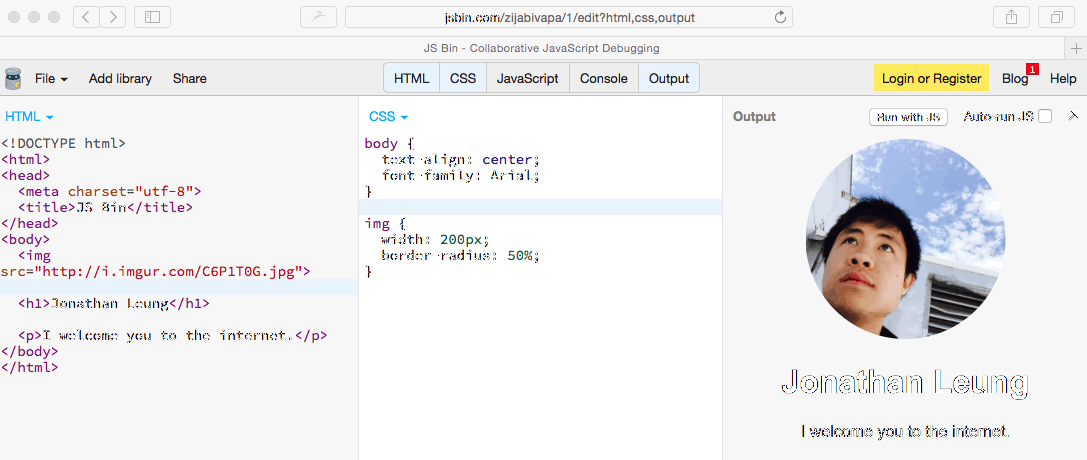 jsbin.com/zijabivapa/1/edit?html,css,output
JS Bin - Collaborative JavaScript Debugging
File Add library Share HTML CSS JavaScript Console Output Login or Register Blog 1 Help
HTML
<!DOCTYPE html>
<html>
<head>
<meta charset="utf-8">
<title>JS Bin</title>
</head>
<body>
<img
src="http://i.imgur.com/C6P1T0G.jpg">
<h1>Jonathan Leung</h1>
<p>I welcome you to the internet.</p>
</body>
</html>
CSS
body {
text-align: center;
font-family: Arial;
}
img {
width: 200px;
border-radius: 50%;
}
Output Run with JS Auto-run JS
Jonathan Leung
I welcome you to the internet.